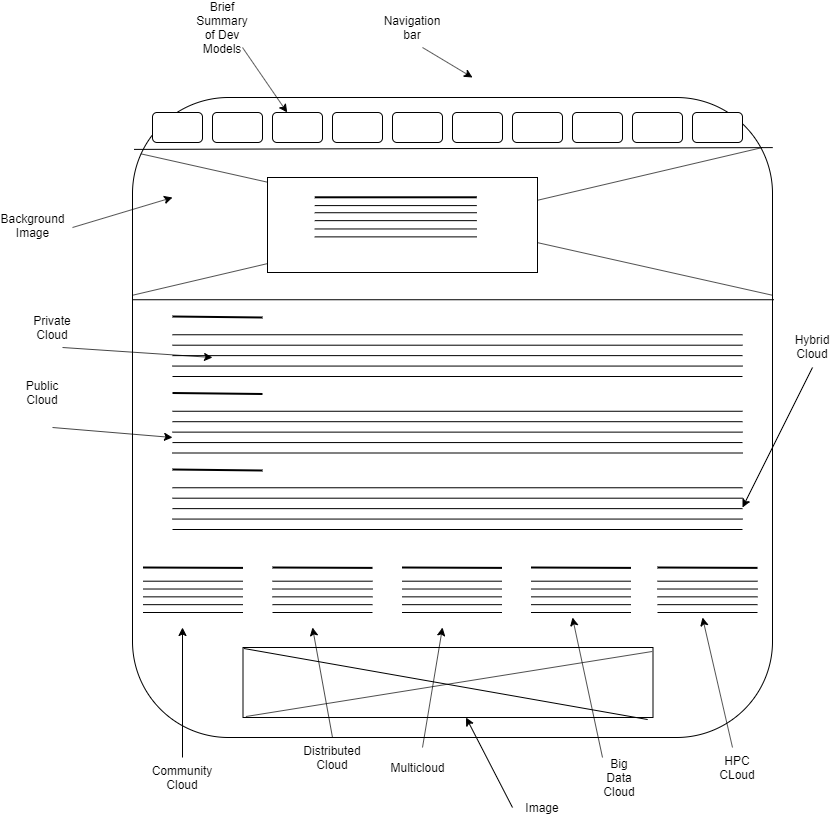 Brief
Summary
of Dev
Models
Navigation
bar
Background
Image
Private
Cloud
Public
Cloud
Hybrid
Cloud
Community
Cloud
Distributed
Cloud
Multicloud
Big
Data
Cloud
HPC
CLoud
Image